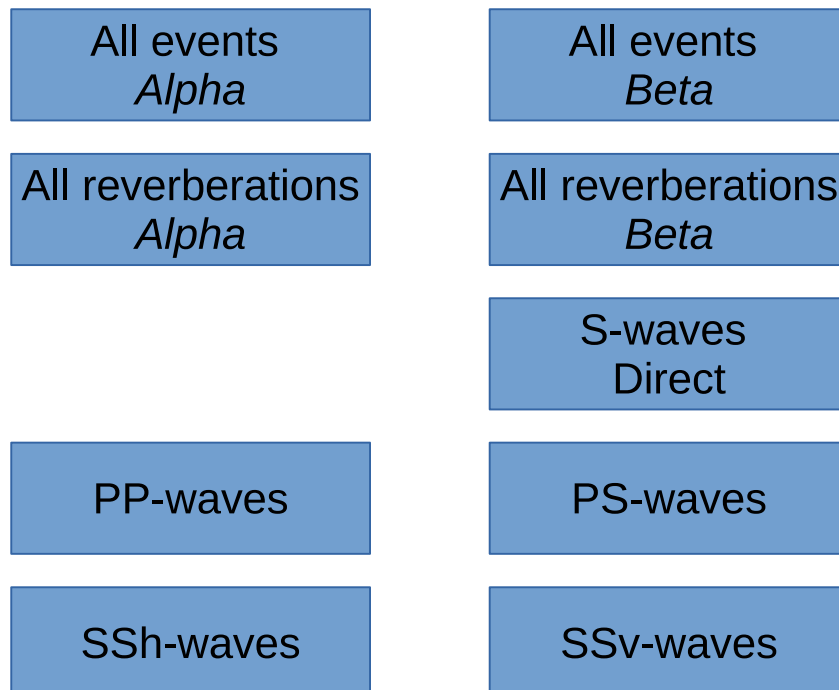 All events
Alpha
All events
Beta
All reverberations
Alpha
All reverberations
Beta
S-waves
Direct
PP-waves
PS-waves
SSh-waves
SSv-waves